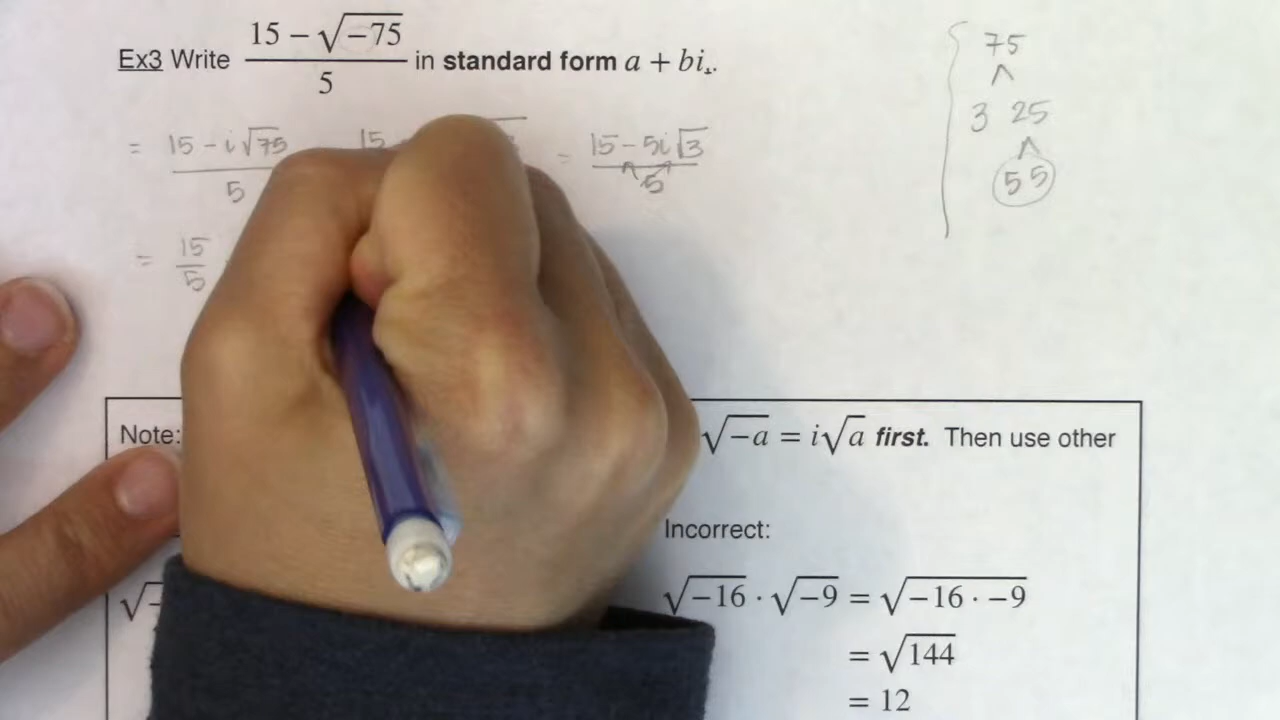 Ex3 Write (15 − √−75)/5 in standard form a + bi.
75
3 25
5 5
= (15 − i√75)/5 15 = (15 − 5i√3)/5
= 15/5
Note: √−a = i√a first. Then use other
Incorrect:
√− √−16 · √−9 = √−16 · −9
= √144
= 12